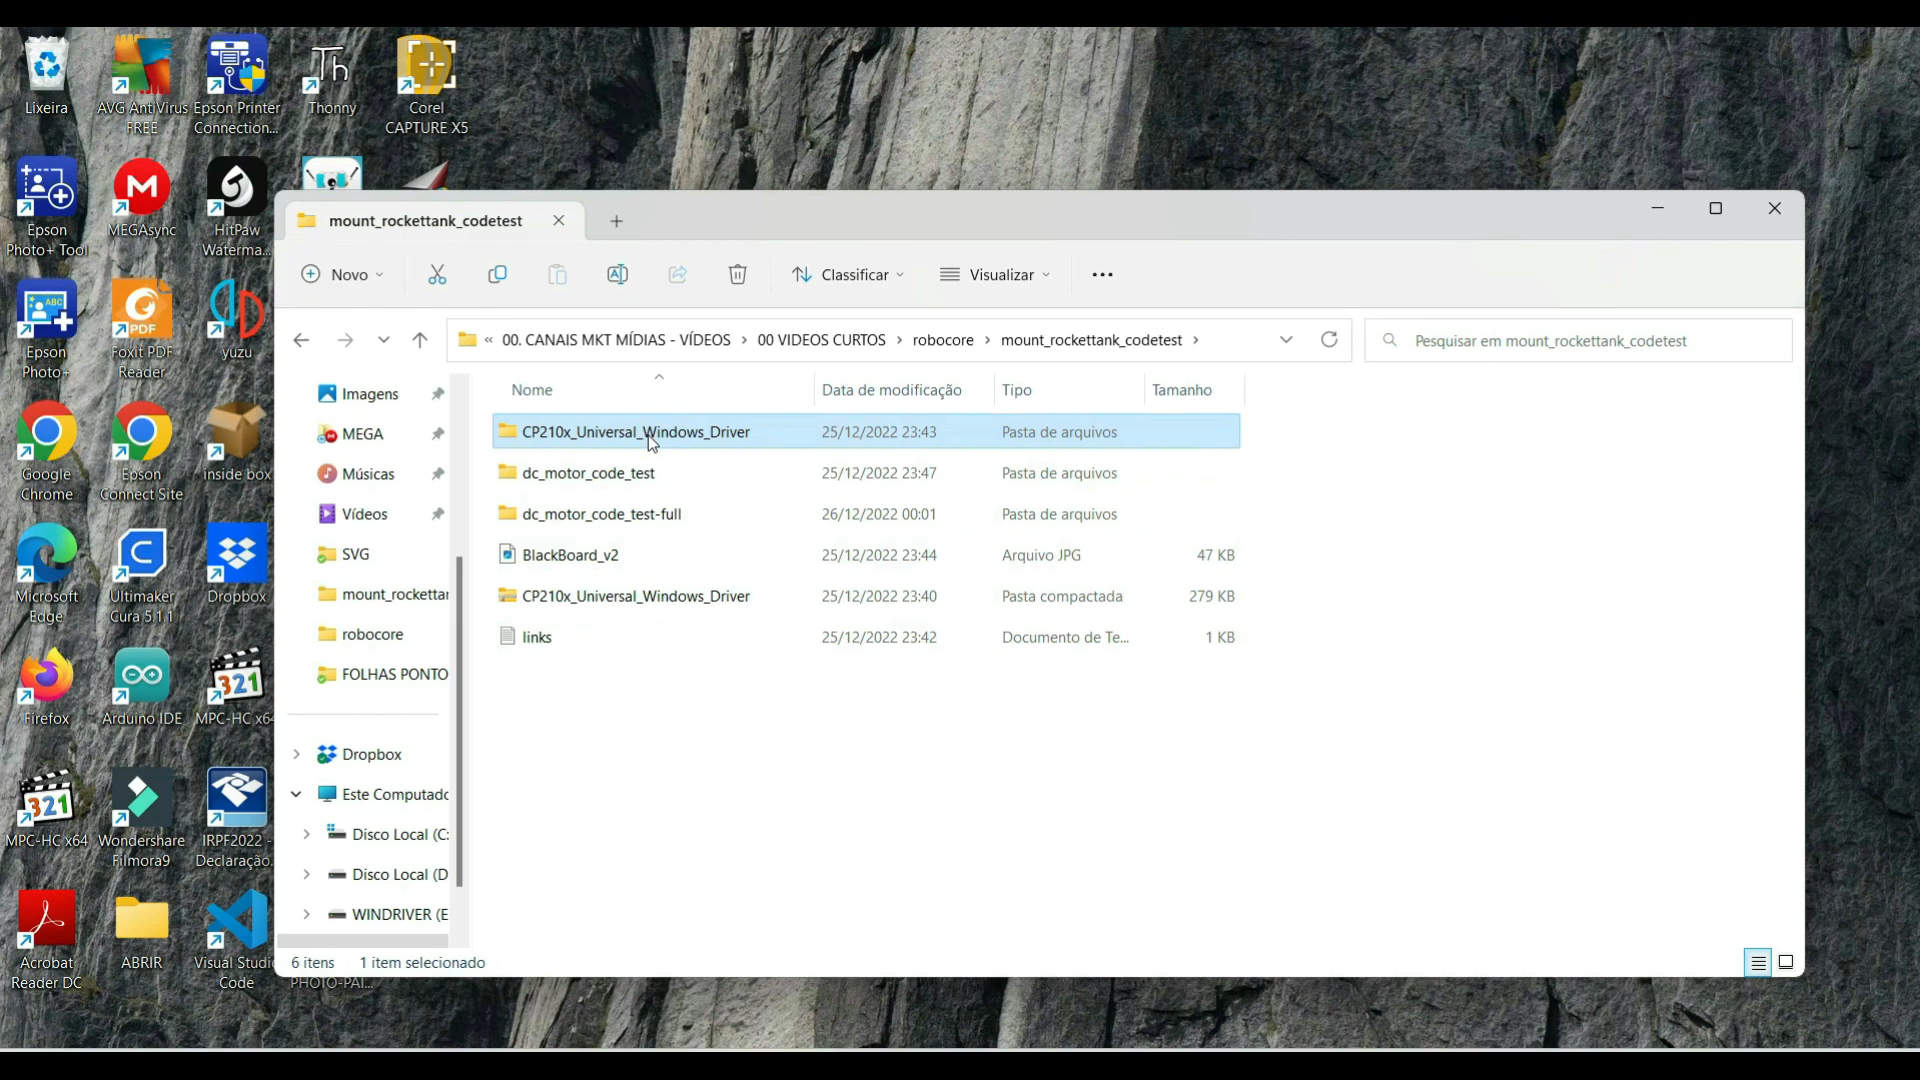 Lixeira
AVG AntiVirus
FREE
Epson Printer
Connection...
Thonny
Corel
CAPTURE X5
Epson
Photo+ Tool
MEGAsync
HitPaw
Waterma...
Epson
Photo+
Foxit PDF
Reader
yuzu
Google
Chrome
Epson
Connect Site
inside box
Microsoft
Edge
Ultimaker
Cura 5.1.1
Dropbox
Firefox
Arduino IDE
MPC-HC x64
MPC-HC x64
Wondershare
Filmora9
IRPF2022 -
Declaração...
Acrobat
Reader DC
ABRIR
Visual Studio
Code
PHOTO-PAI...
mount_rockettank_codetest
Novo
Classificar
Visualizar
« 00. CANAIS MKT MÍDIAS - VÍDEOS > 00 VIDEOS CURTOS > robocore > mount_rockettank_codetest >
Pesquisar em mount_rockettank_codetest
Imagens
MEGA
Músicas
Vídeos
SVG
mount_rocketta
robocore
FOLHAS PONTO
Dropbox
Este Computado
Disco Local (C:
Disco Local (D
WINDRIVER (E
Nome Data de modificação Tipo Tamanho
CP210x_Universal_Windows_Driver 25/12/2022 23:43 Pasta de arquivos
dc_motor_code_test 25/12/2022 23:47 Pasta de arquivos
dc_motor_code_test-full 26/12/2022 00:01 Pasta de arquivos
BlackBoard_v2 25/12/2022 23:44 Arquivo JPG 47 KB
CP210x_Universal_Windows_Driver 25/12/2022 23:40 Pasta compactada 279 KB
links 25/12/2022 23:42 Documento de Te... 1 KB
6 itens 1 item selecionado